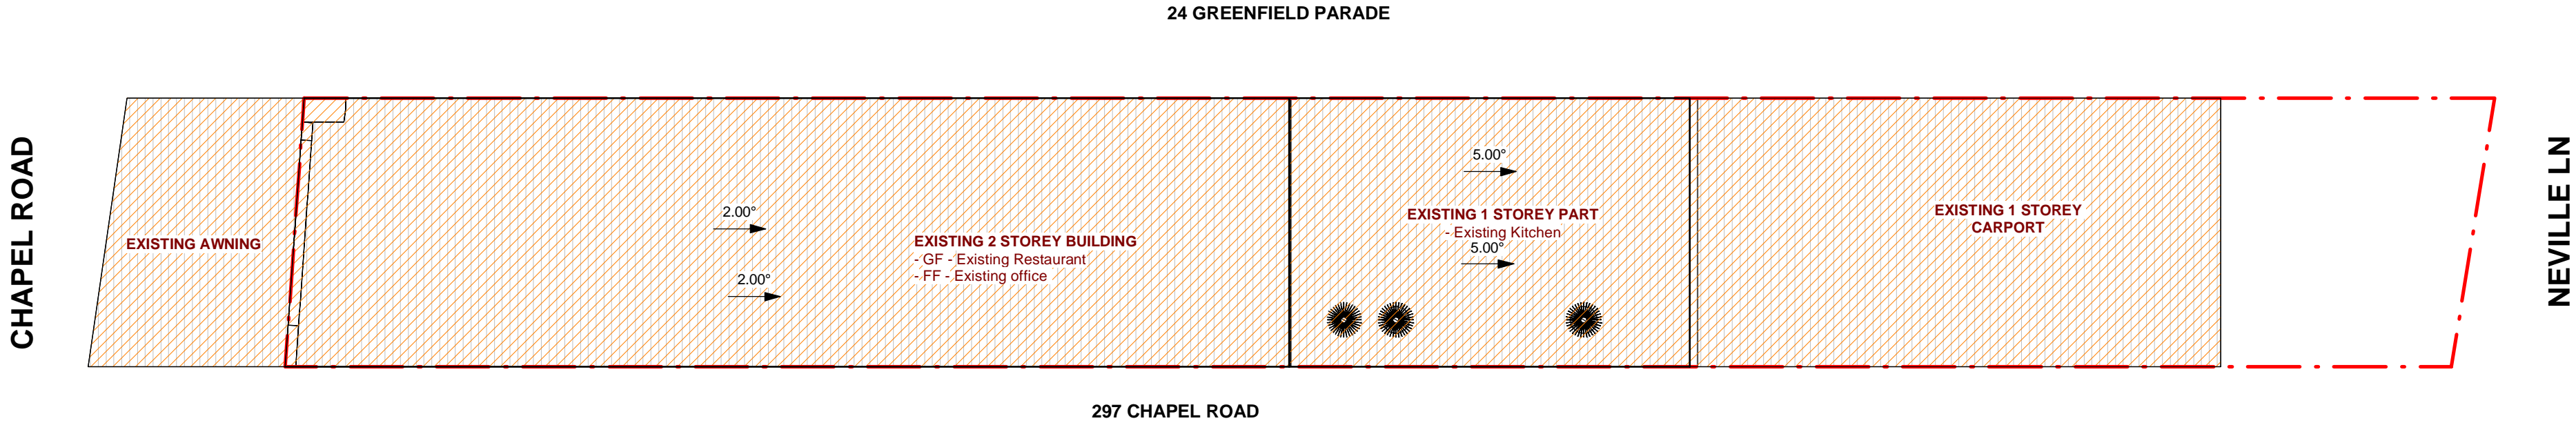 24 GREENFIELD PARADE
CHAPEL ROAD
EXISTING AWNING
2.00°
2.00°
EXISTING 2 STOREY BUILDING
- GF - Existing Restaurant
- FF - Existing office
5.00°
EXISTING 1 STOREY PART
- Existing Kitchen
5.00°
EXISTING 1 STOREY
CARPORT
NEVILLE LN
297 CHAPEL ROAD